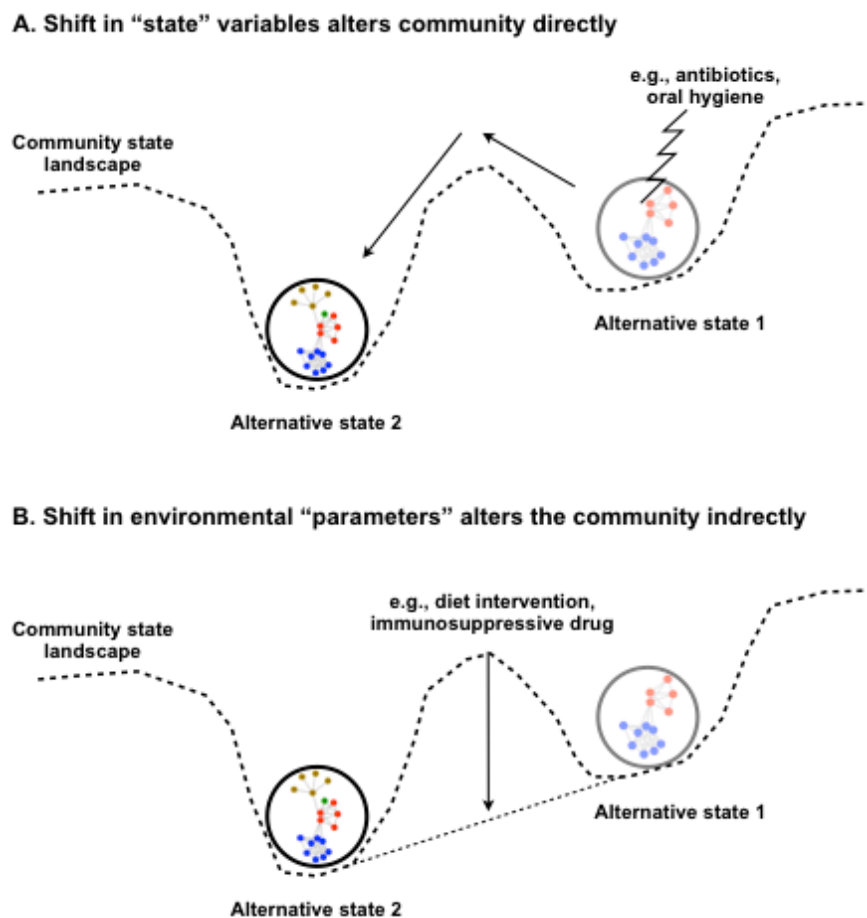 A. Shift in “state” variables alters community directly
e.g., antibiotics,
oral hygiene
Community state
landscape
Alternative state 1
Alternative state 2
B. Shift in environmental “parameters” alters the community indrectly
e.g., diet intervention,
immunosuppressive drug
Community state
landscape
Alternative state 1
Alternative state 2